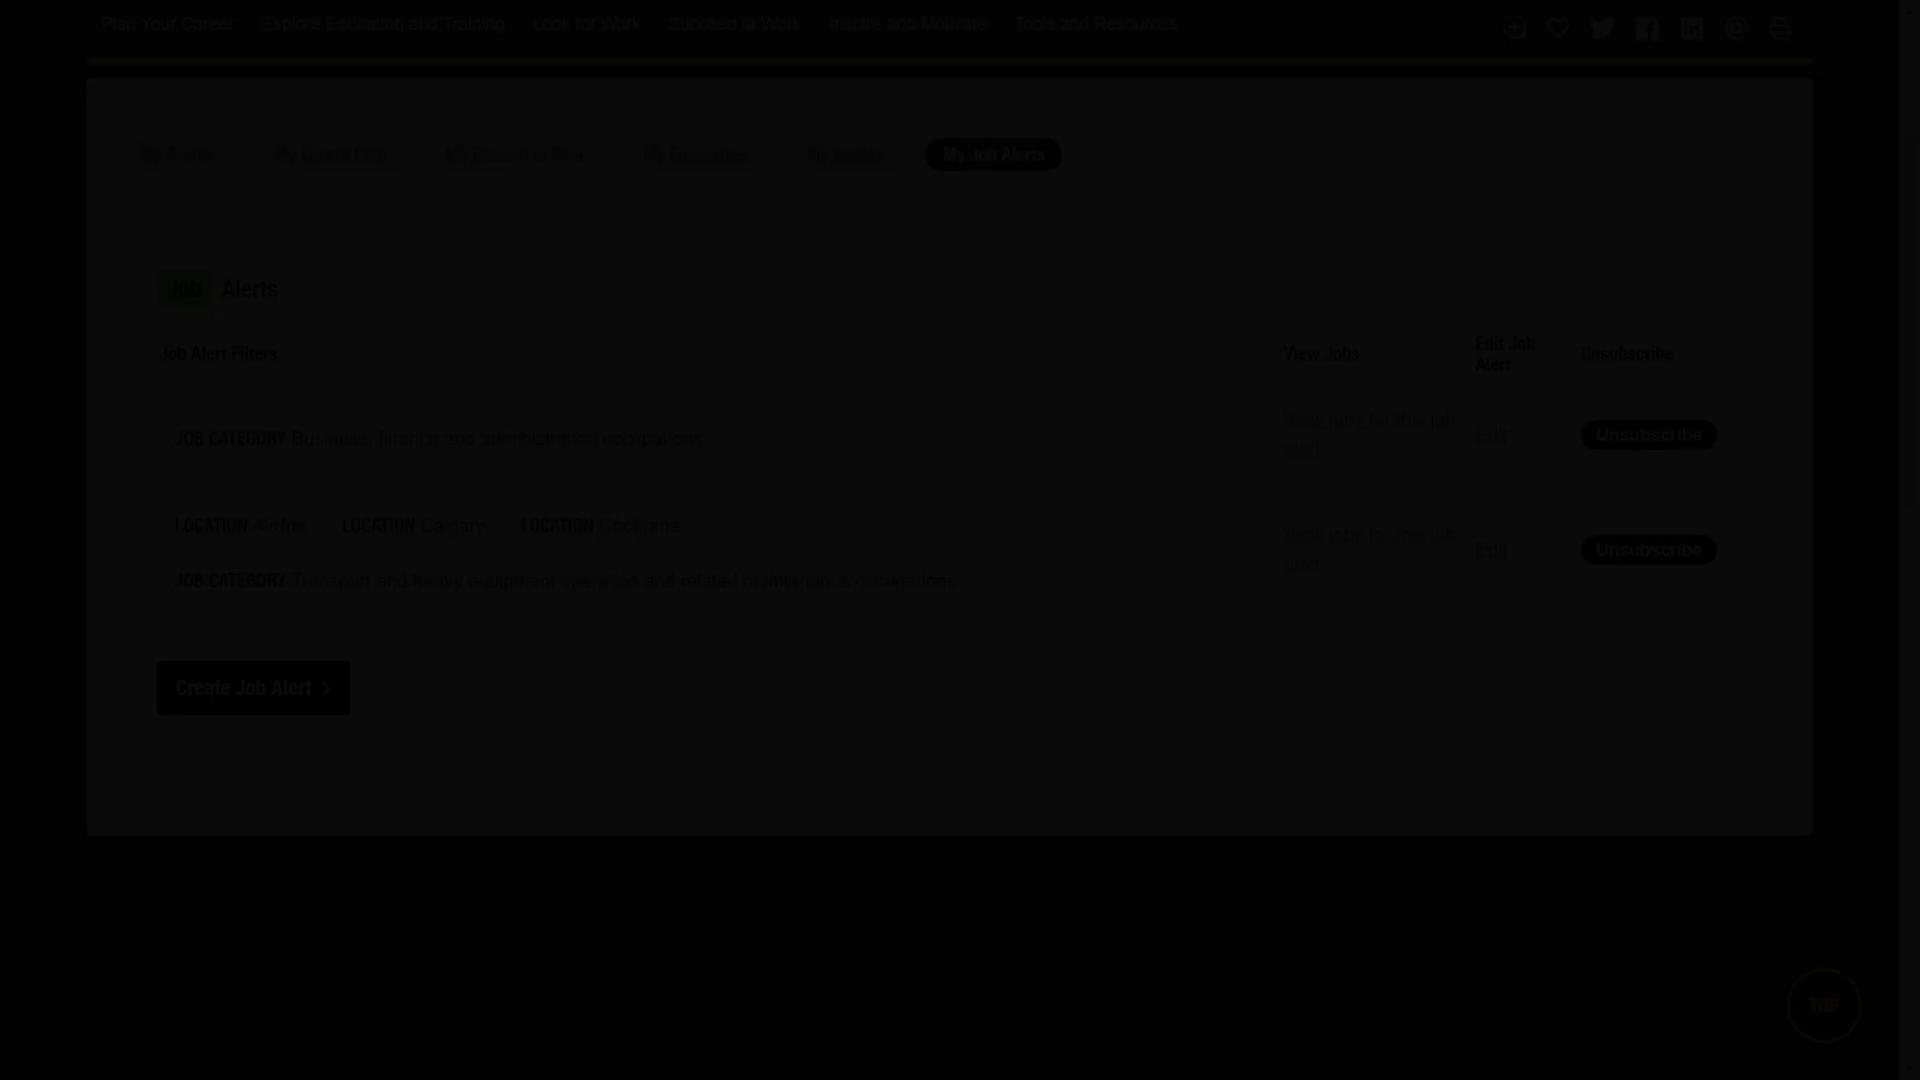 Plan Your Career Explore Education and Training Look for Work Succeed at Work Inspire and Motivate Tools and Resources
My Profile My Career Plan My Education Plan My Favourites My Job Alerts
Job Alerts
Job Alert Filters View Jobs Edit Job Alert Unsubscribe
JOB CATEGORY Business, finance and administration occupations View jobs for this job alert Edit Unsubscribe
LOCATION Airdrie LOCATION Calgary LOCATION Cochrane
JOB CATEGORY Transport and heavy equipment operation and related maintenance occupations View jobs for this job alert Edit Unsubscribe
Create Job Alert
TOP